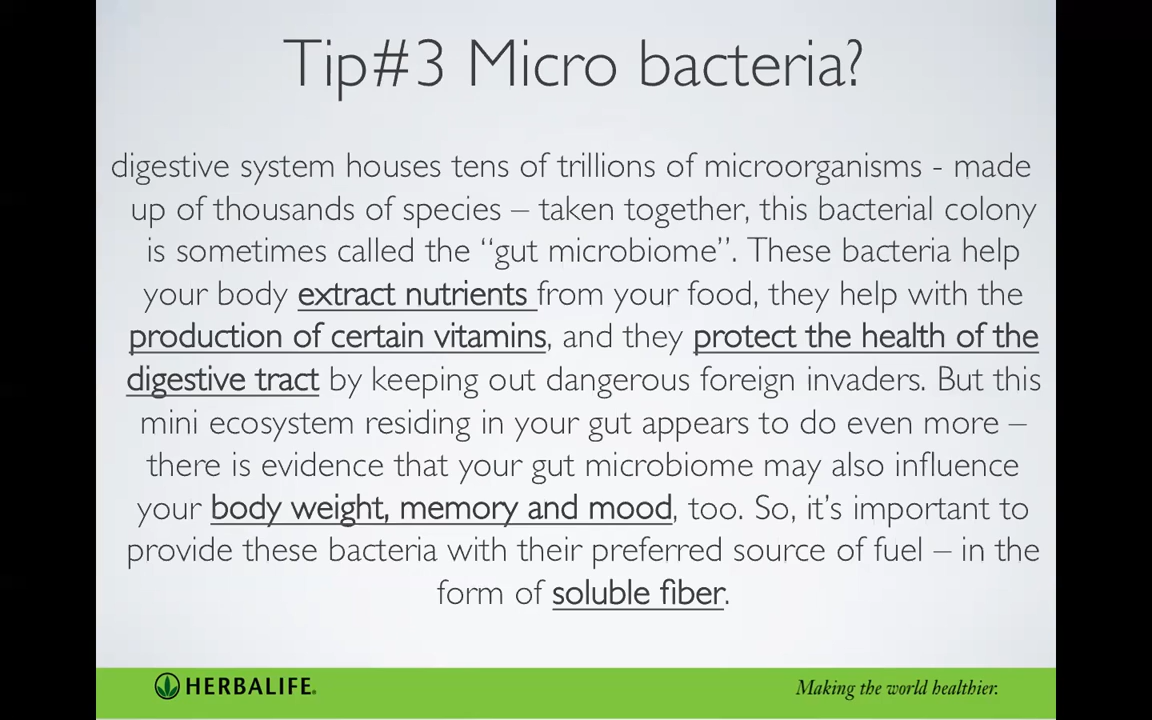 Tip#3 Micro bacteria?
digestive system houses tens of trillions of microorganisms - made
up of thousands of species – taken together, this bacterial colony
is sometimes called the “gut microbiome”. These bacteria help
your body extract nutrients from your food, they help with the
production of certain vitamins, and they protect the health of the
digestive tract by keeping out dangerous foreign invaders. But this
mini ecosystem residing in your gut appears to do even more –
there is evidence that your gut microbiome may also influence
your body weight, memory and mood, too. So, it’s important to
provide these bacteria with their preferred source of fuel – in the
form of soluble fiber.
HERBALIFE.
Making the world healthier.